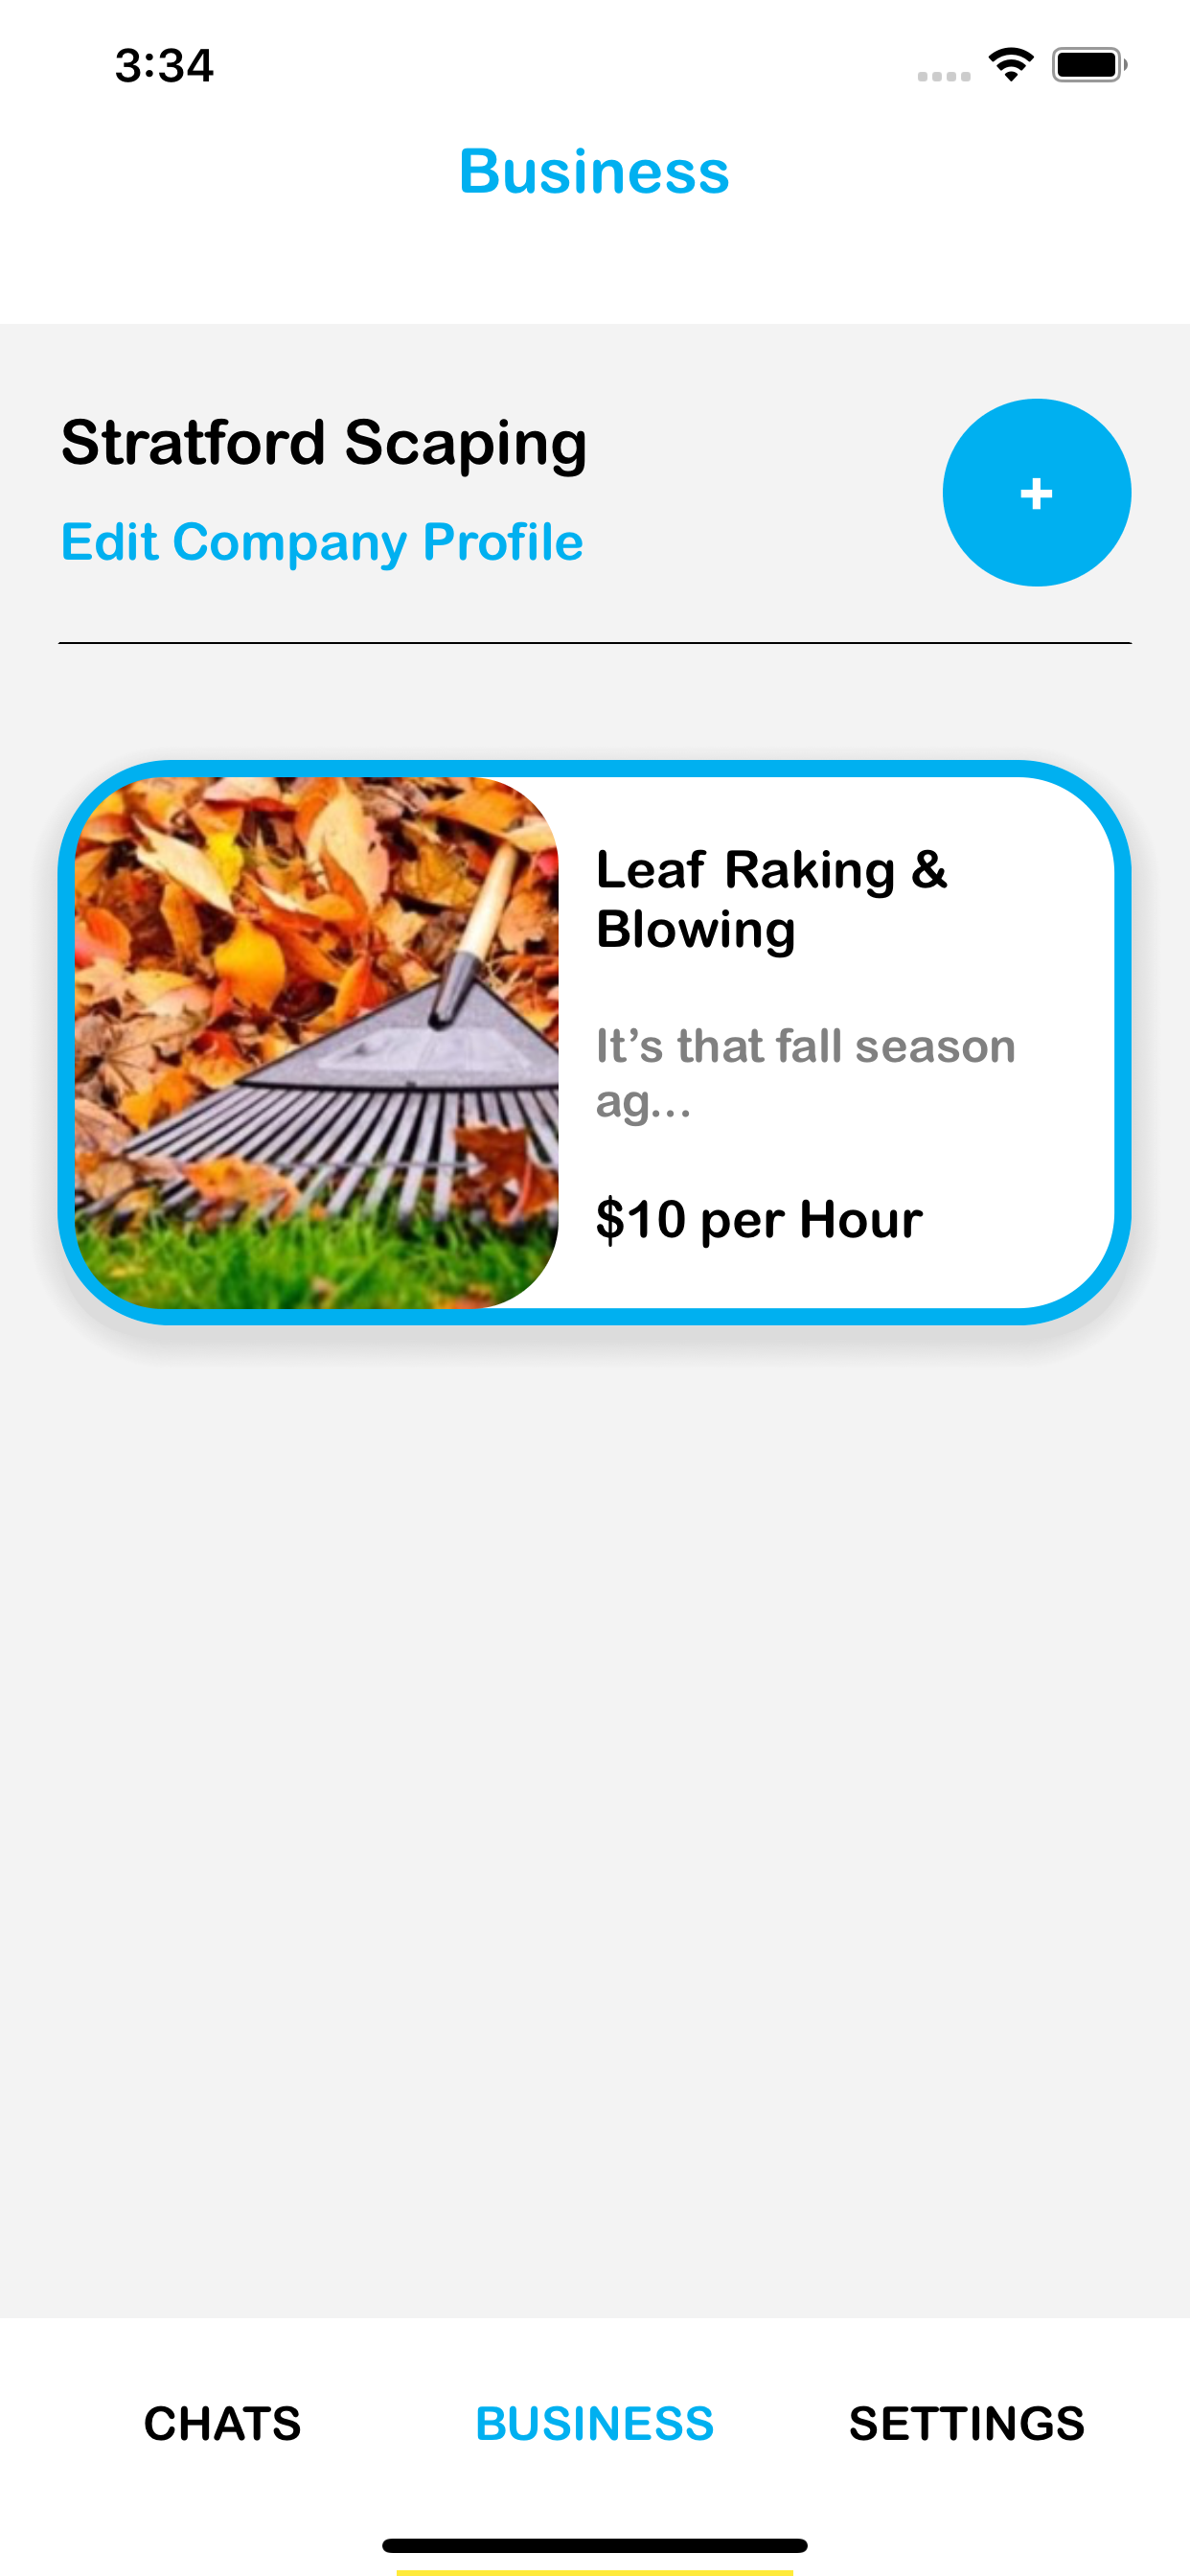 3:34
Business
Stratford Scaping
+
Edit Company Profile
Leaf Raking &
Blowing
It’s that fall season
ag...
$10 per Hour
CHATS BUSINESS SETTINGS